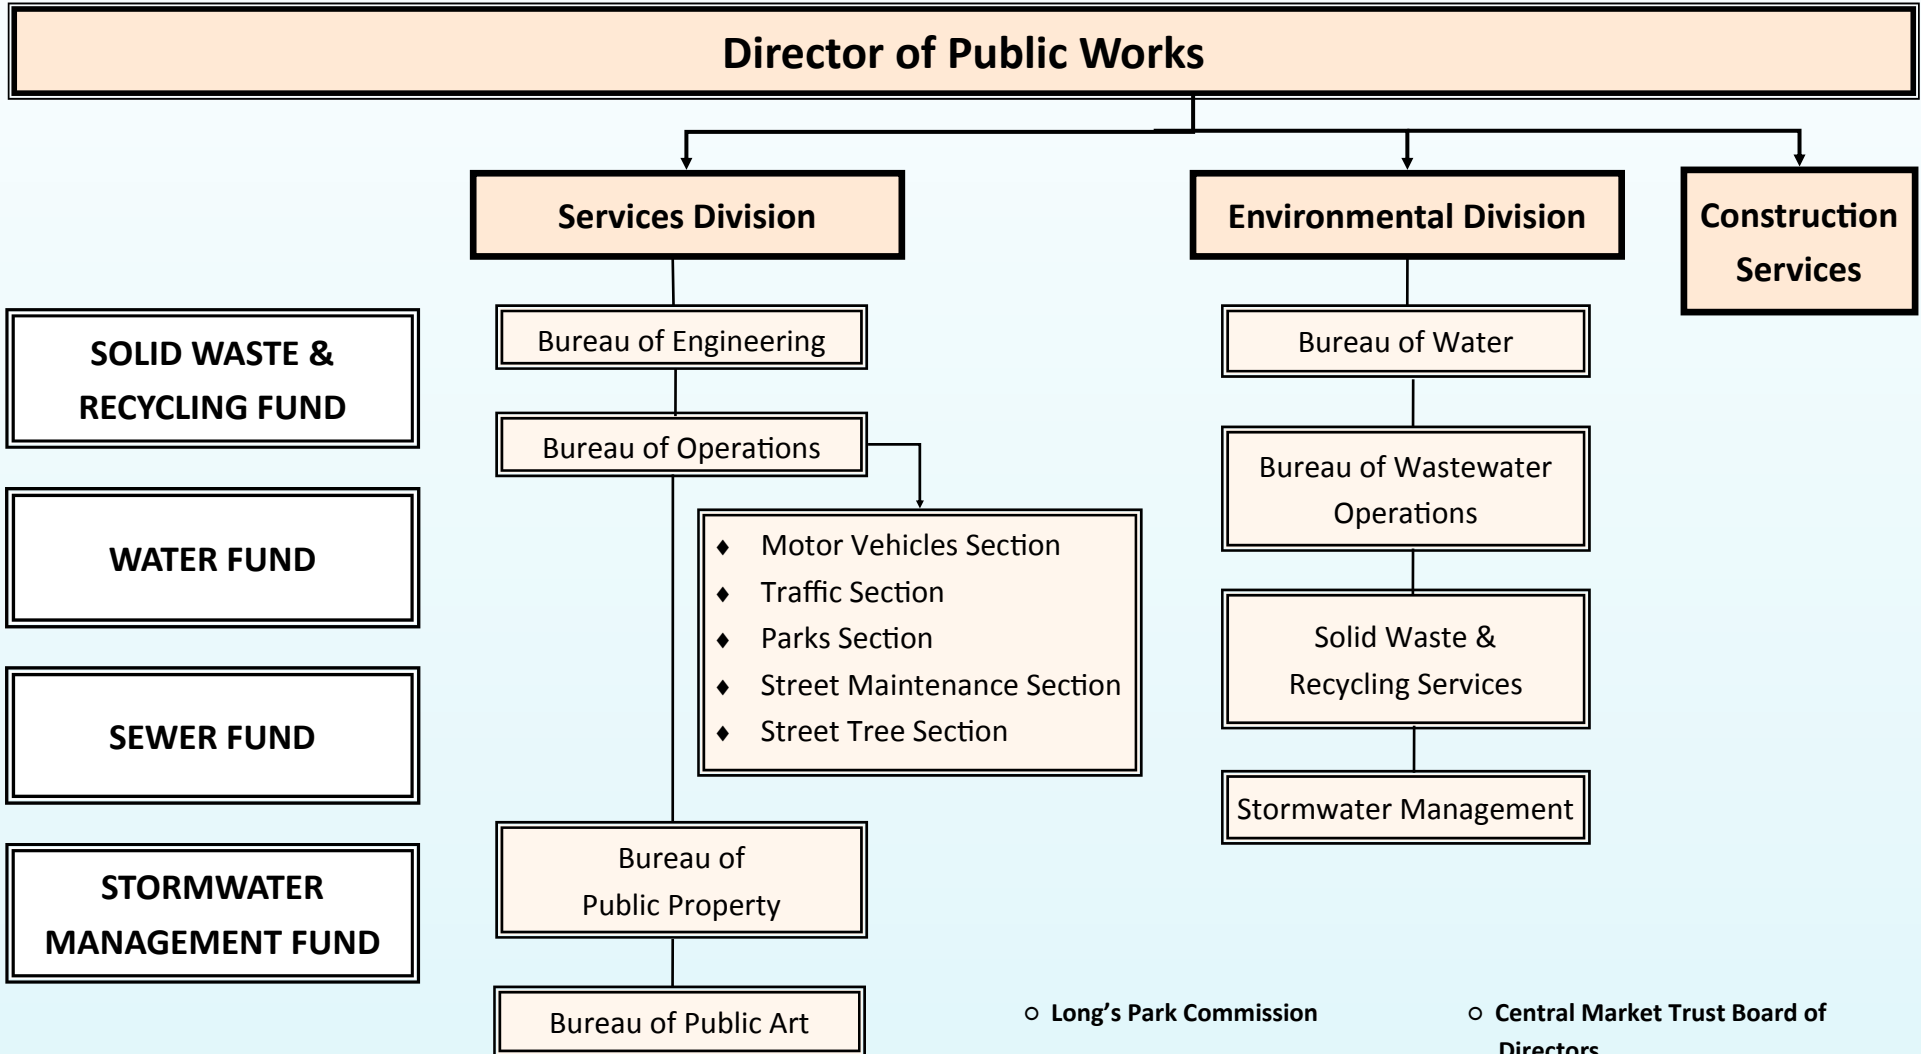 Director of Public Works
Services Division
Environmental Division
Construction
Services
SOLID WASTE &
RECYCLING FUND
WATER FUND
SEWER FUND
STORMWATER
MANAGEMENT FUND
Bureau of Engineering
Bureau of Operations
♦ Motor Vehicles Section
♦ Traffic Section
♦ Parks Section
♦ Street Maintenance Section
♦ Street Tree Section
Bureau of
Public Property
Bureau of Public Art
Bureau of Water
Bureau of Wastewater
Operations
Solid Waste &
Recycling Services
Stormwater Management
○ Long’s Park Commission
○ Central Market Trust Board of
Directors